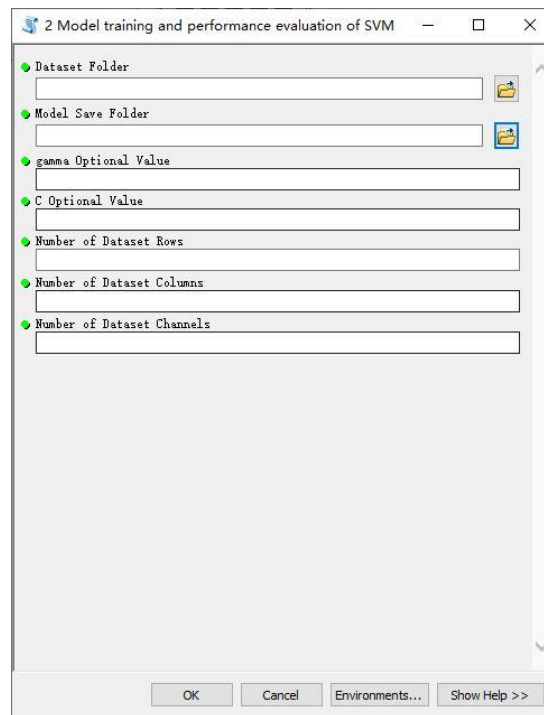 2 Model training and performance evaluation of SVM
Dataset Folder
Model Save Folder
gamma Optional Value
C Optional Value
Number of Dataset Rows
Number of Dataset Columns
Number of Dataset Channels
OK Cancel Environments... Show Help >>